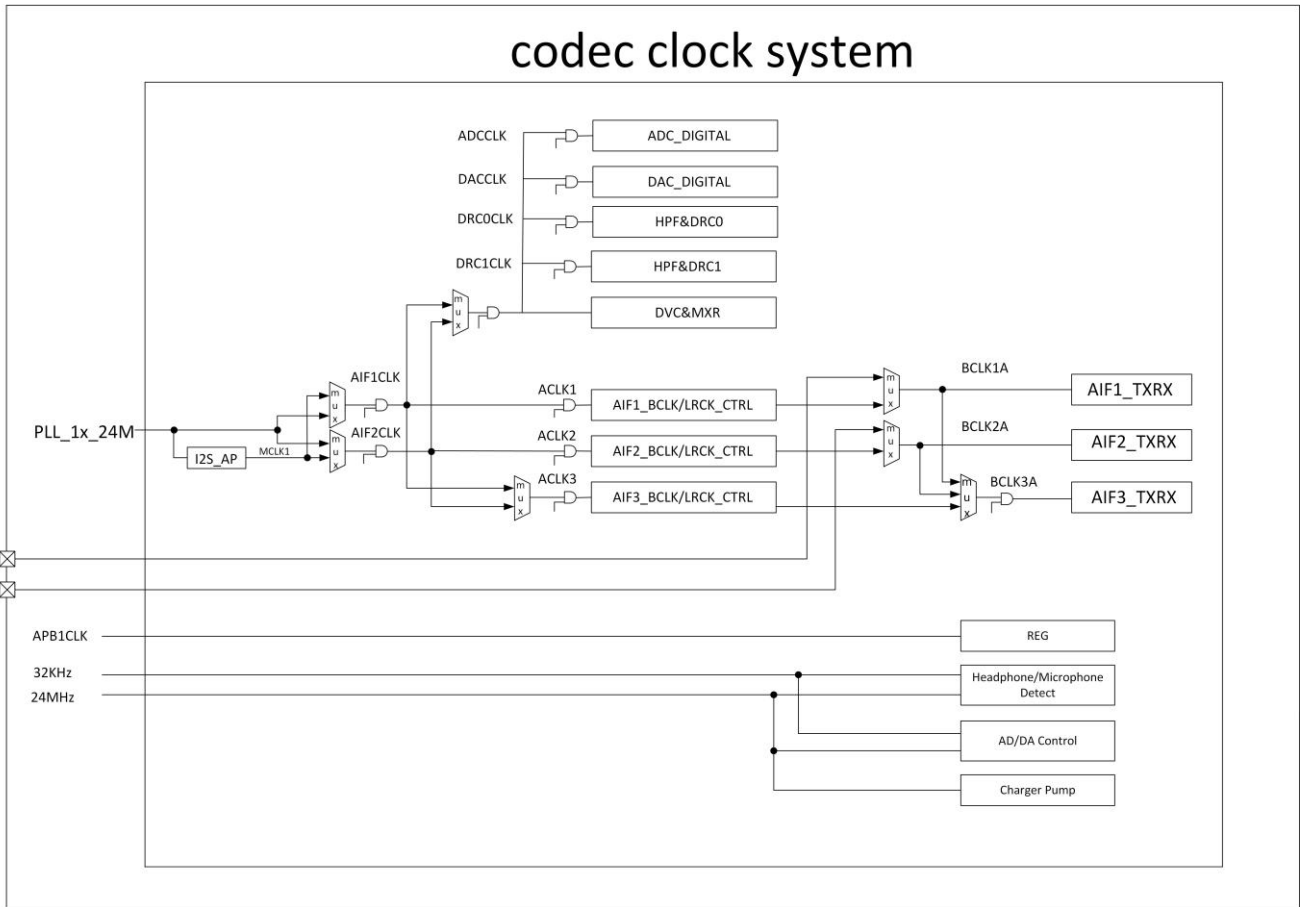 codec clock system
ADCCLK
ADC_DIGITAL
DACCLK
DAC_DIGITAL
DRC0CLK
HPF&DRC0
DRC1CLK
HPF&DRC1
mux
DVC&MXR
AIF1CLK
mux
ACLK1
AIF1_BCLK/LRCK_CTRL
mux
BCLK1A
AIF1_TXRX
PLL_1x_24M
I2S_AP
MCLK1
mux
AIF2CLK
ACLK2
AIF2_BCLK/LRCK_CTRL
mux
BCLK2A
AIF2_TXRX
mux
ACLK3
AIF3_BCLK/LRCK_CTRL
mux
BCLK3A
AIF3_TXRX
APB1CLK
REG
32KHz
24MHz
Headphone/Microphone
Detect
AD/DA Control
Charger Pump